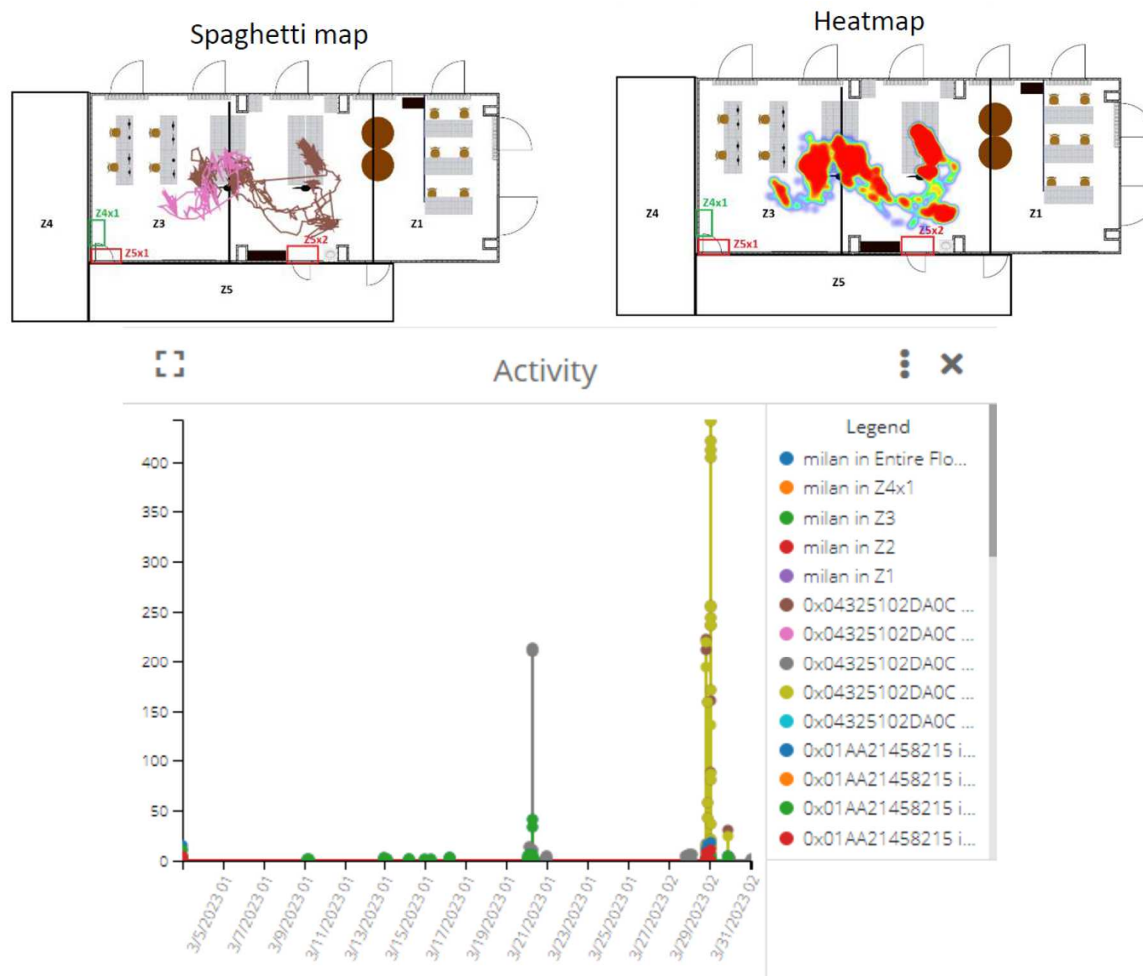 Spaghetti map
Heatmap
Z4
Z4x1
Z3
Z5x1
Z5x2
Z1
Z5
Z4
Z4x1
Z3
Z5x1
Z5x2
Z1
Z5
Activity
400
350
300
250
200
150
100
50
0
3/5/2023 01
3/7/2023 01
3/9/2023 01
3/11/2023 01
3/13/2023 01
3/15/2023 01
3/17/2023 01
3/19/2023 01
3/21/2023 01
3/23/2023 01
3/25/2023 01
3/27/2023 02
3/29/2023 02
3/31/2023 02
Legend
milan in Entire Flo...
milan in Z4x1
milan in Z3
milan in Z2
milan in Z1
0x04325102DA0C ...
0x04325102DA0C ...
0x04325102DA0C ...
0x04325102DA0C ...
0x04325102DA0C ...
0x01AA21458215 i...
0x01AA21458215 i...
0x01AA21458215 i...
0x01AA21458215 i...